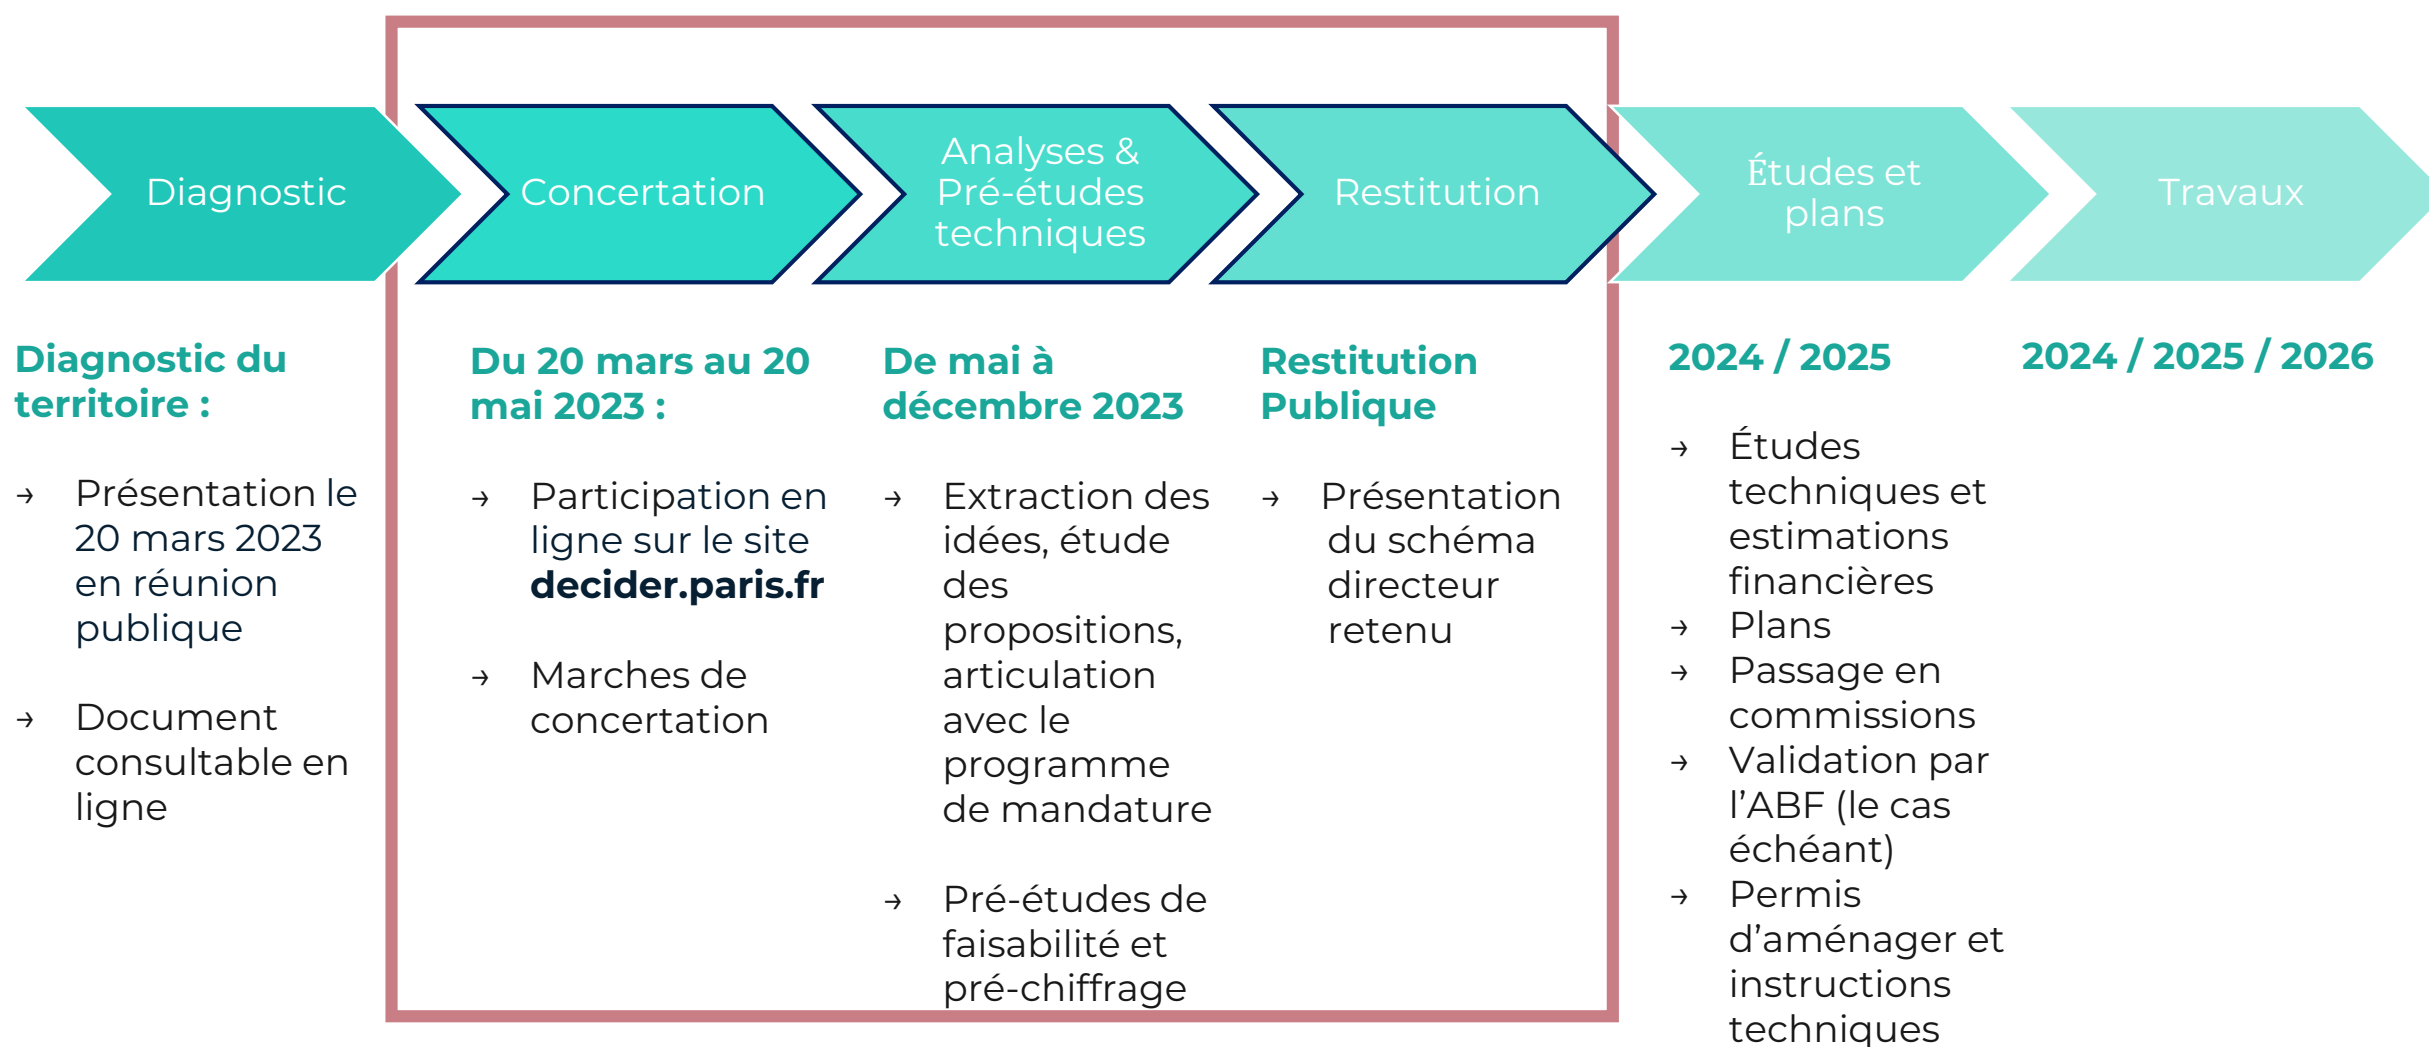 Diagnostic
Concertation
Analyses &
Pré-études
techniques
Restitution
Études et
plans
Travaux
Diagnostic du
territoire :
→ Présentation le
20 mars 2023
en réunion
publique
→ Document
consultable en
ligne
Du 20 mars au 20
mai 2023 :
→ Participation en
ligne sur le site
decider.paris.fr
→ Marches de
concertation
De mai à
décembre 2023
→ Extraction des
idées, étude
des
propositions,
articulation
avec le
programme
de mandature
→ Pré-études de
faisabilité et
pré-chiffrage
Restitution
Publique
→ Présentation
du schéma
directeur
retenu
2024 / 2025
→ Études
techniques et
estimations
financières
→ Plans
→ Passage en
commissions
→ Validation par
l’ABF (le cas
échéant)
→ Permis
d’aménager et
instructions
techniques
2024 / 2025 / 2026